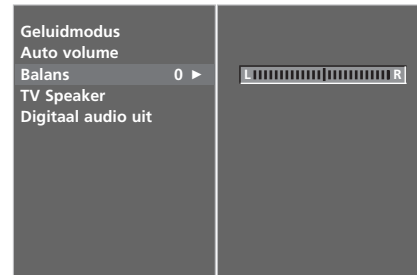 Geluidmodus
Auto volume
Balans 0 ►
L R
TV Speaker
Digitaal audio uit